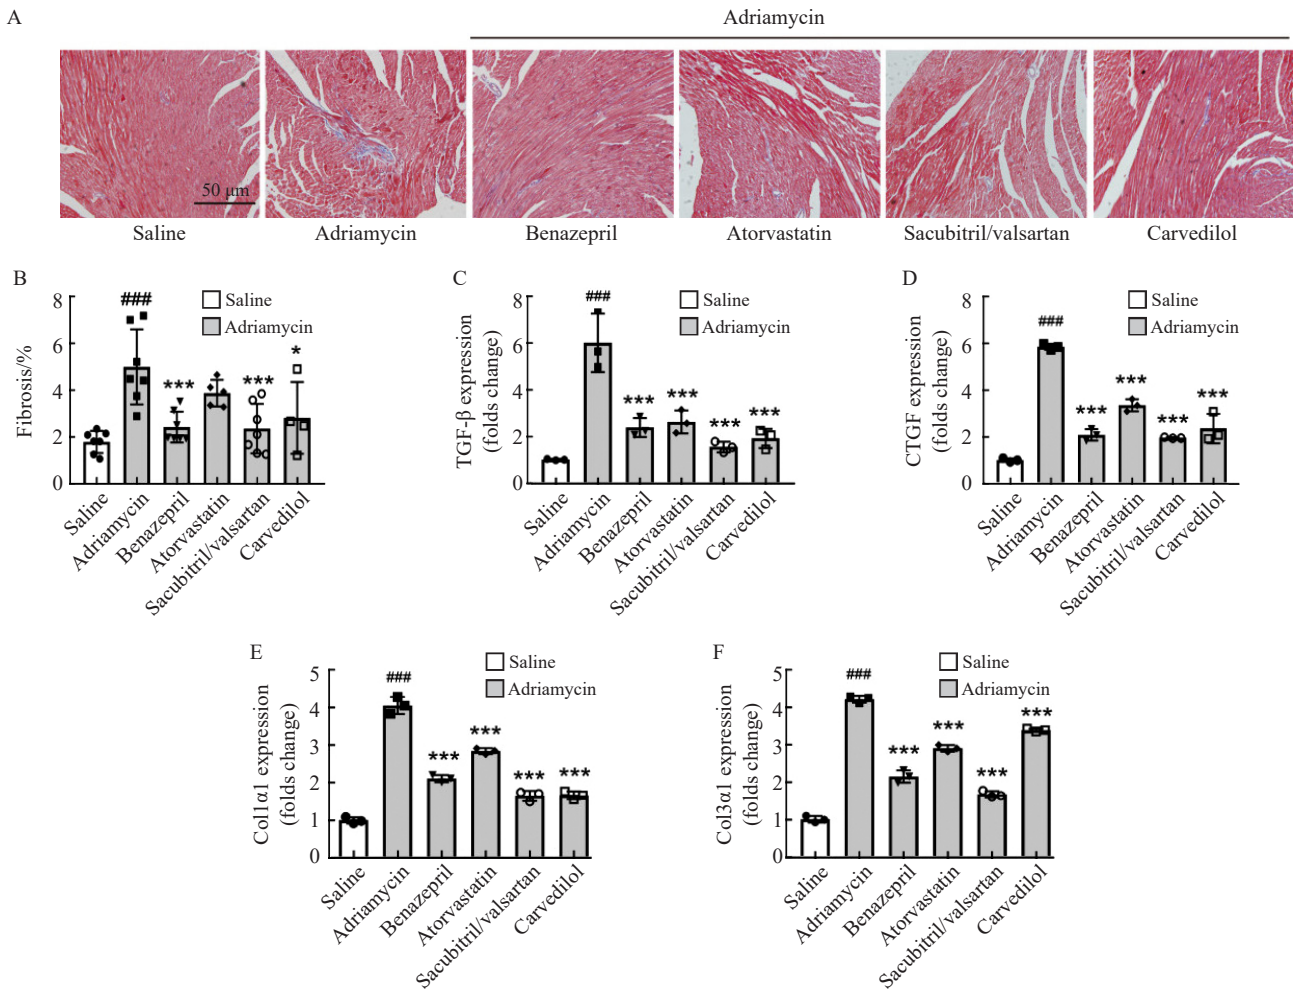 A
Adriamycin
50 μm
Saline
Adriamycin
Benazepril
Atorvastatin
Sacubitril/valsartan
Carvedilol
B
Fibrosis/%
8
6
4
2
0
###
***
***
*
Saline
Adriamycin
Saline
Adriamycin
Benazepril
Atorvastatin
Sacubitril/valsartan
Carvedilol
C
TGF-β expression
(folds change)
8
6
4
2
0
###
***
***
***
***
Saline
Adriamycin
Saline
Adriamycin
Benazepril
Atorvastatin
Sacubitril/valsartan
Carvedilol
D
CTGF expression
(folds change)
8
6
4
2
0
###
***
***
***
***
Saline
Adriamycin
Saline
Adriamycin
Benazepril
Atorvastatin
Sacubitril/valsartan
Carvedilol
E
Col1α1 expression
(folds change)
5
4
3
2
1
0
###
***
***
***
***
Saline
Adriamycin
Saline
Adriamycin
Benazepril
Atorvastatin
Sacubitril/valsartan
Carvedilol
F
Col3α1 expression
(folds change)
5
4
3
2
1
0
###
***
***
***
***
Saline
Adriamycin
Saline
Adriamycin
Benazepril
Atorvastatin
Sacubitril/valsartan
Carvedilol